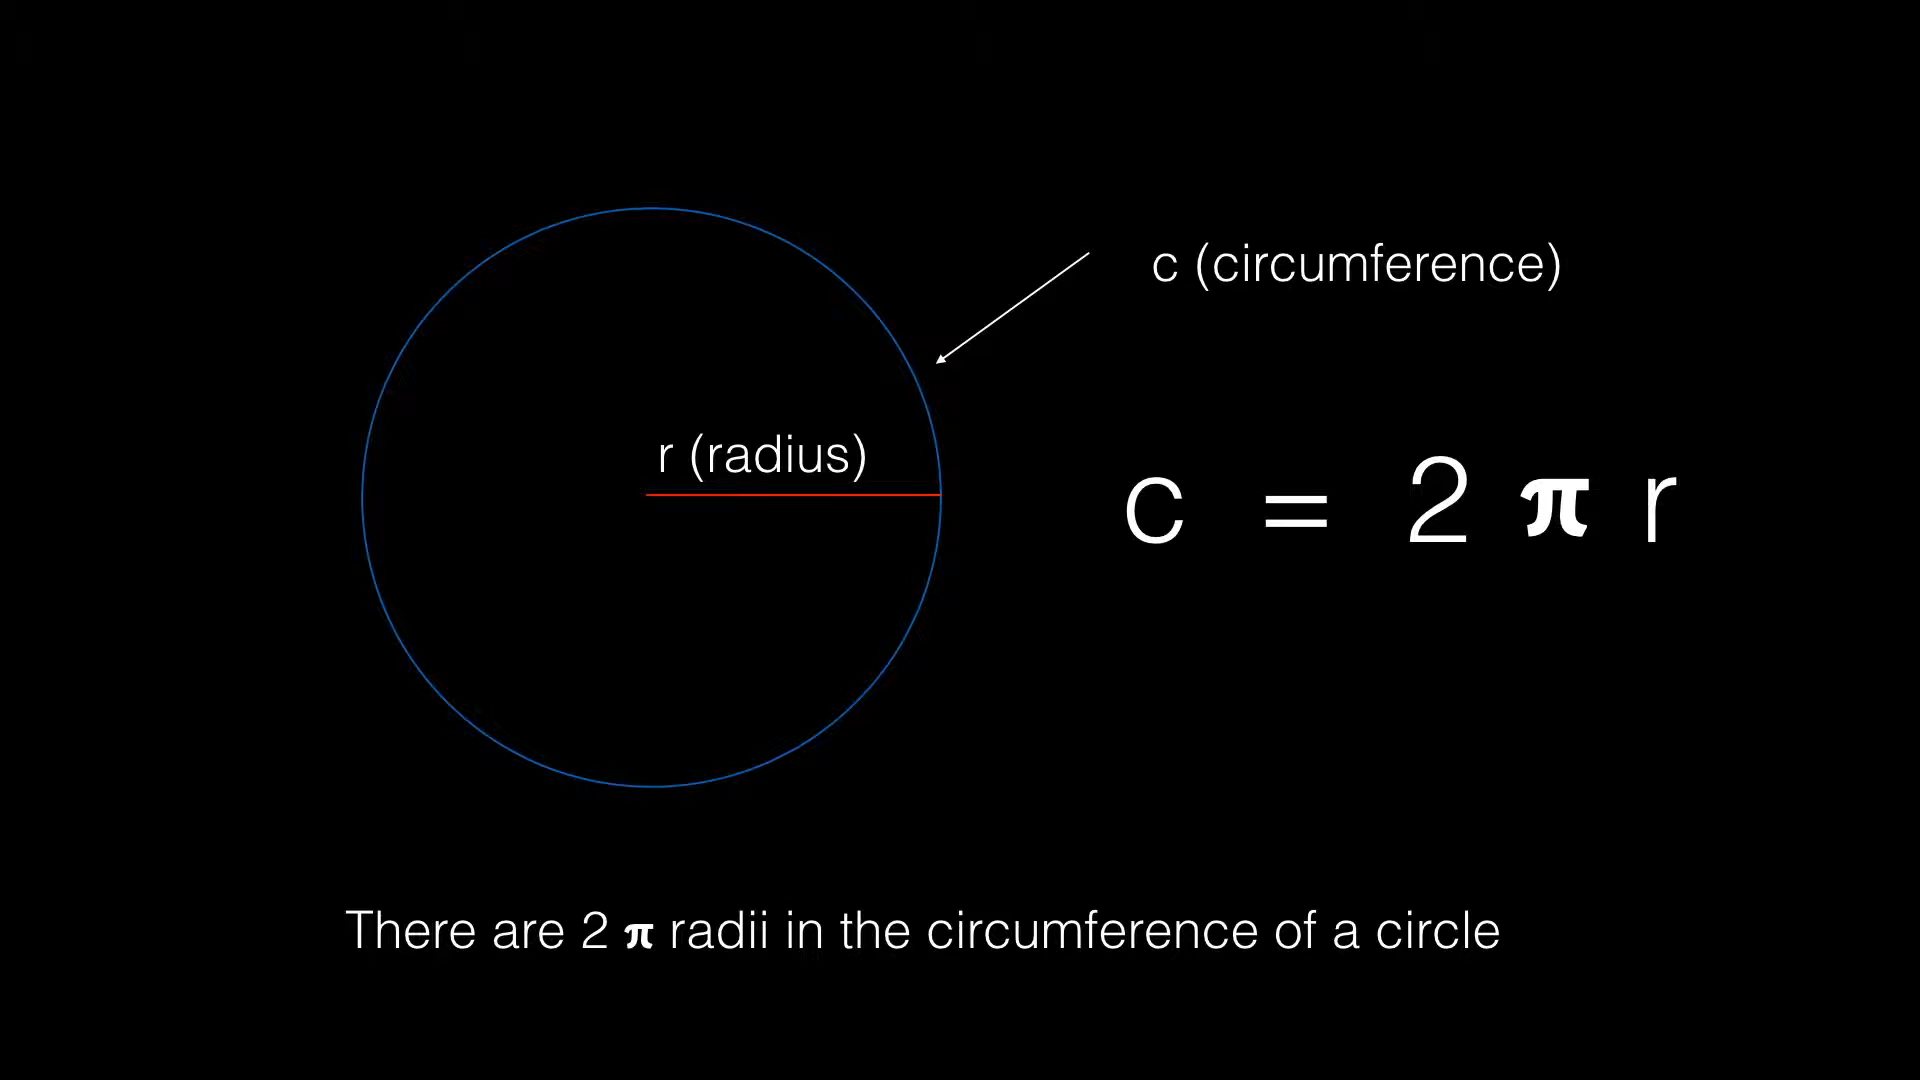 c (circumference)
r (radius)
c = 2 π r
There are 2 π radii in the circumference of a circle